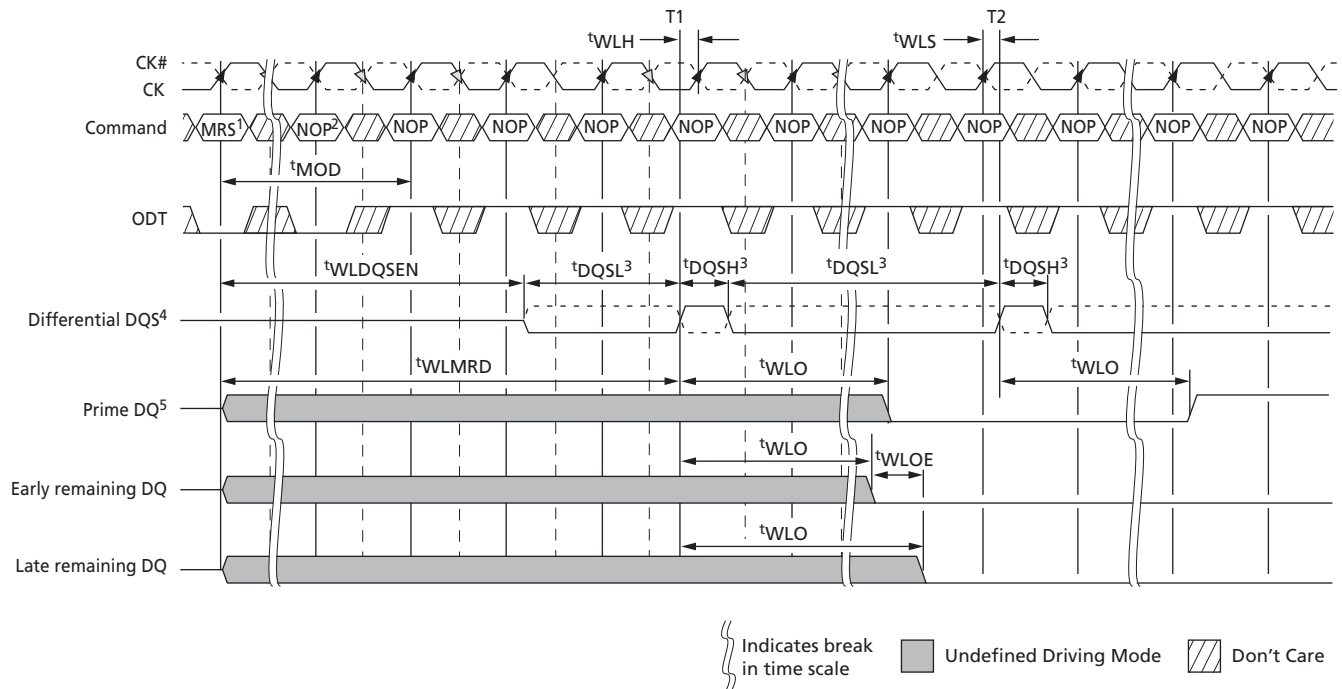 T1 T2
tWLH tWLS
CK#
CK
Command MRS1 NOP2 NOP NOP NOP NOP NOP NOP NOP NOP NOP NOP
tMOD
ODT
tWLDQSEN tDQSL3 tDQSH3 tDQSL3 tDQSH3
Differential DQS4
tWLMRD tWLO tWLO
Prime DQ5
tWLO tWLOE
Early remaining DQ
tWLO
Late remaining DQ
Indicates break
in time scale
Undefined Driving Mode
Don't Care